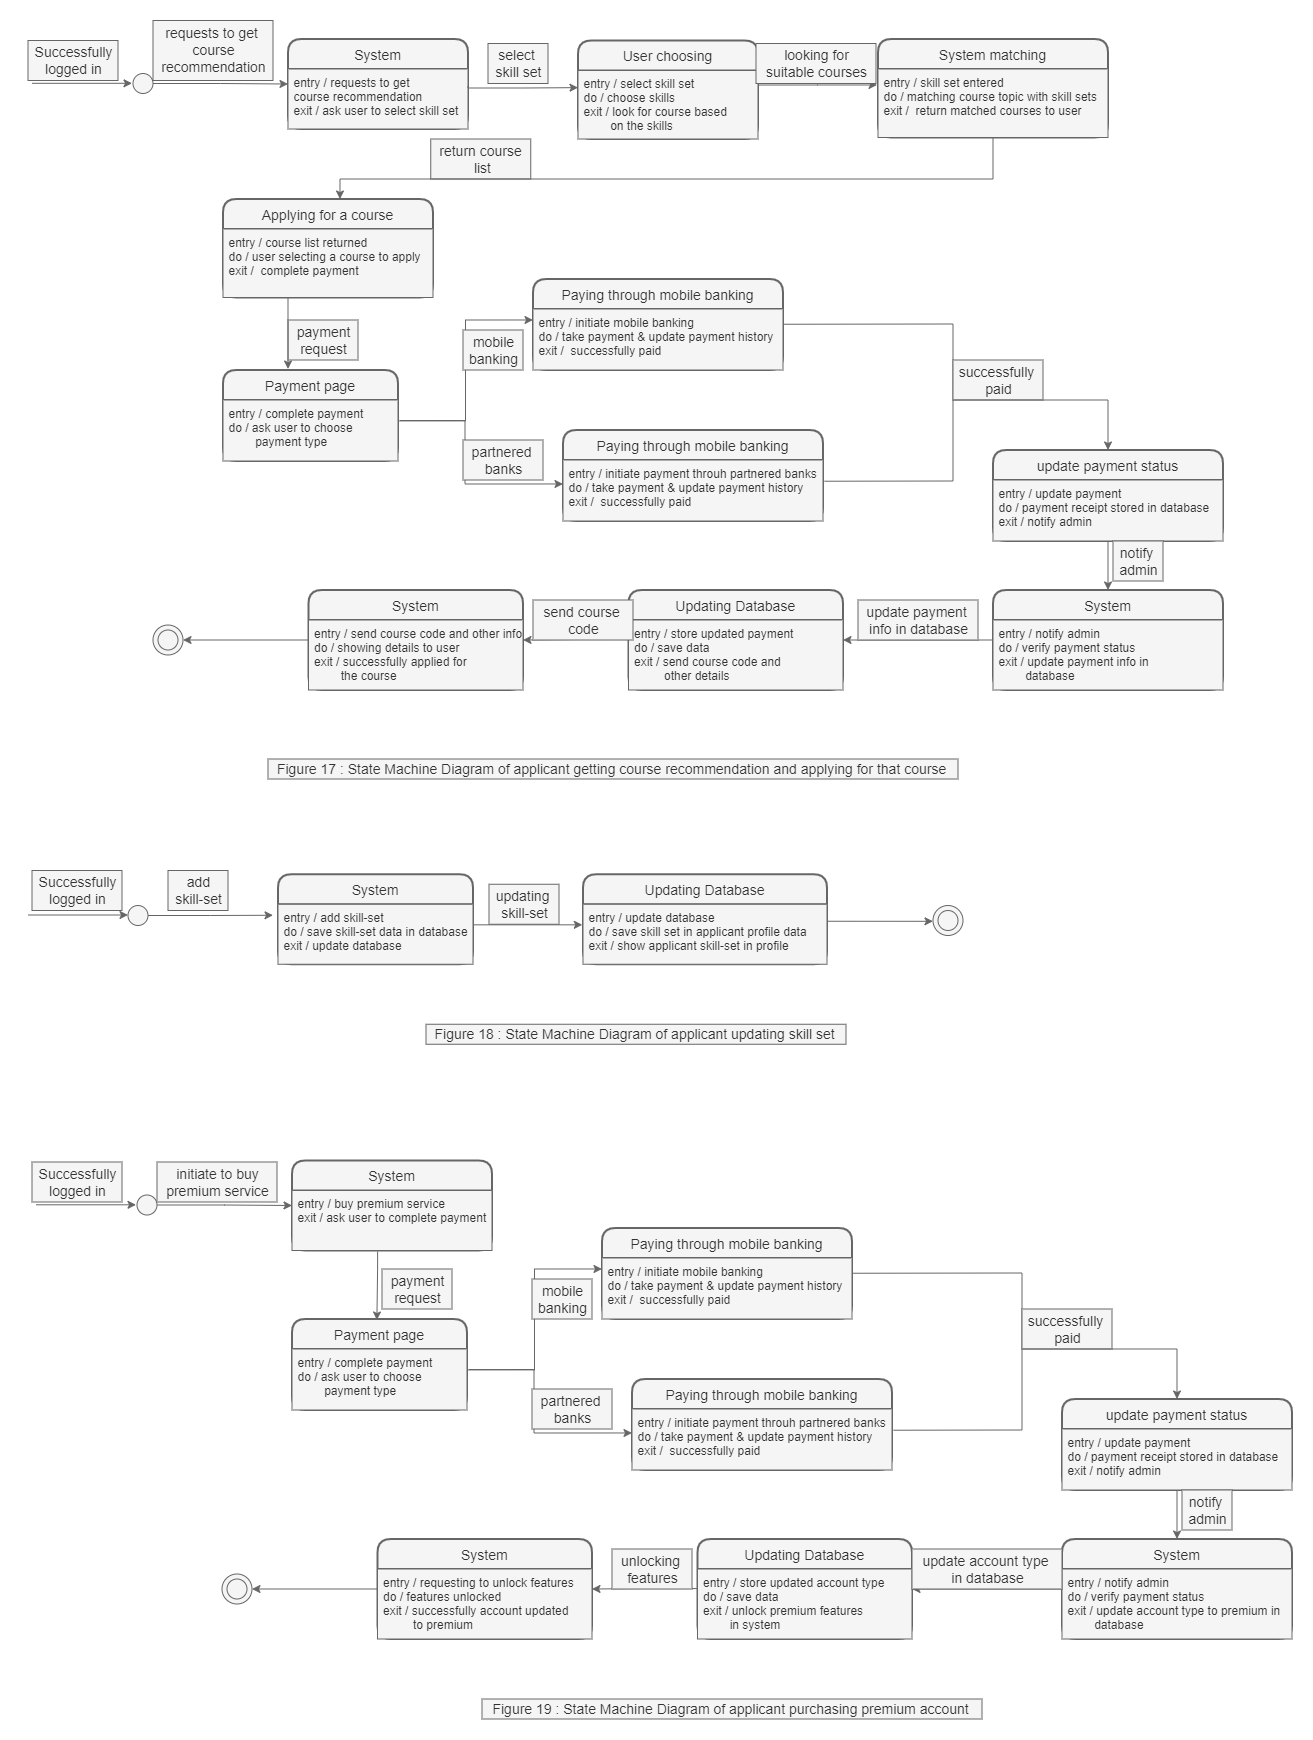 Successfully
logged in
requests to get
course
recommendation
System
entry / requests to get
course recommendation
exit / ask user to select skill set
select
skill set
User choosing
entry / select skill set
do / choose skills
exit / look for course based
on the skills
looking for
suitable courses
System matching
entry / skill set entered
do / matching course topic with skill sets
exit /  return matched courses to user
return course
list
Applying for a course
entry / course list returned
do / user selecting a course to apply
exit /  complete payment
payment
request
Payment page
entry / complete payment
do / ask user to choose
payment type
mobile
banking
Paying through mobile banking
entry / initiate mobile banking
do / take payment & update payment history
exit /  successfully paid
partnered
banks
Paying through mobile banking
entry / initiate payment throuh partnered banks
do / take payment & update payment history
exit /  successfully paid
successfully
paid
update payment status
entry / update payment
do / payment receipt stored in database
exit / notify admin
notify
admin
System
entry / notify admin
do / verify payment status
exit / update payment info in
database
update payment
info in database
Updating Database
entry / store updated payment
do / save data
exit / send course code and
other details
send course
code
System
entry / send course code and other info
do / showing details to user
exit / successfully applied for
the course
Figure 17 : State Machine Diagram of applicant getting course recommendation and applying for that course
Successfully
logged in
add
skill-set
System
entry / add skill-set
do / save skill-set data in database
exit / update database
updating
skill-set
Updating Database
entry / update database
do / save skill set in applicant profile data
exit / show applicant skill-set in profile
Figure 18 : State Machine Diagram of applicant updating skill set
Successfully
logged in
initiate to buy
premium service
System
entry / buy premium service
exit / ask user to complete payment
payment
request
Payment page
entry / complete payment
do / ask user to choose
payment type
mobile
banking
Paying through mobile banking
entry / initiate mobile banking
do / take payment & update payment history
exit /  successfully paid
partnered
banks
Paying through mobile banking
entry / initiate payment throuh partnered banks
do / take payment & update payment history
exit /  successfully paid
successfully
paid
update payment status
entry / update payment
do / payment receipt stored in database
exit / notify admin
notify
admin
System
entry / notify admin
do / verify payment status
exit / update account type to premium in
database
update account type
in database
Updating Database
entry / store updated account type
do / save data
exit / unlock premium features
in system
unlocking
features
System
entry / requesting to unlock features
do / features unlocked
exit / successfully account updated
to premium
Figure 19 : State Machine Diagram of applicant purchasing premium account